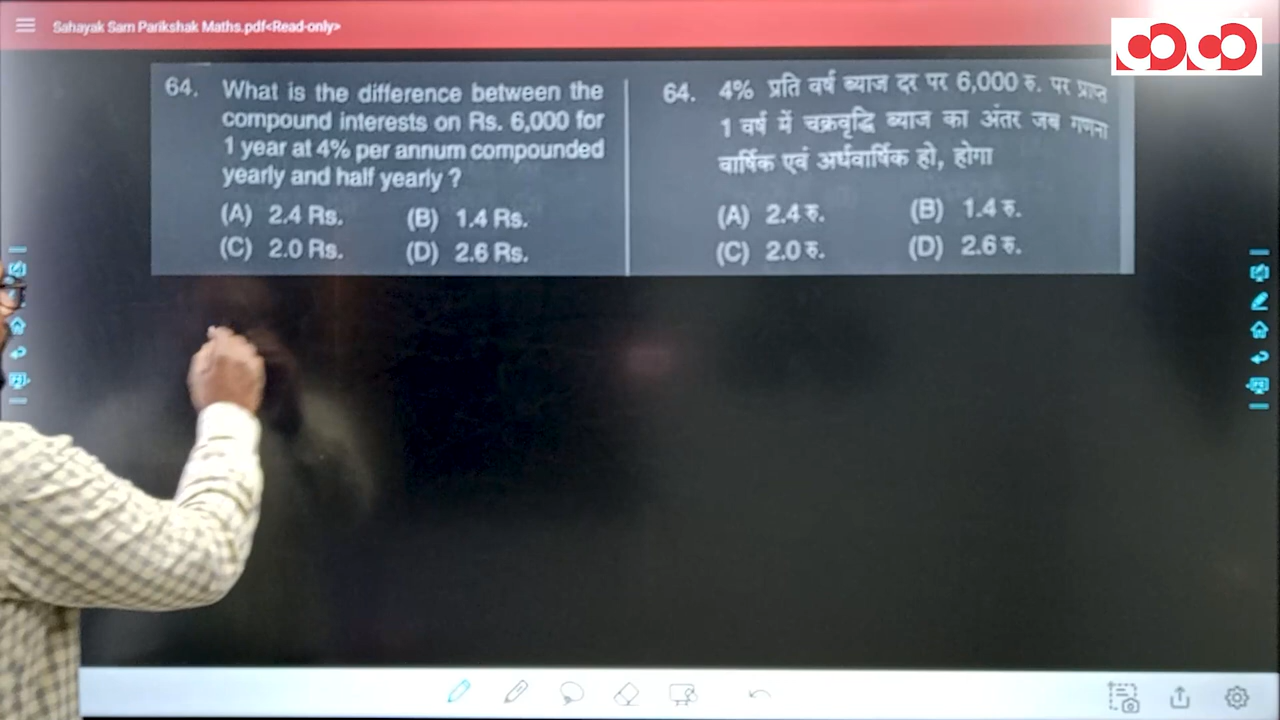 Sahayak Sam Parikshak Maths.pdf<Read-only>
64. What is the difference between the
compound interests on Rs. 6,000 for
1 year at 4% per annum compounded
yearly and half yearly ?
(A) 2.4 Rs. (B) 1.4 Rs.
(C) 2.0 Rs. (D) 2.6 Rs.
64. 4% प्रति वर्ष ब्याज दर पर 6,000 रु. पर प्राप्त
1 वर्ष में चक्रवृद्धि ब्याज का अंतर जब गणना
वार्षिक एवं अर्धवार्षिक हो, होगा
(A) 2.4 रु. (B) 1.4 रु.
(C) 2.0 रु. (D) 2.6 रु.